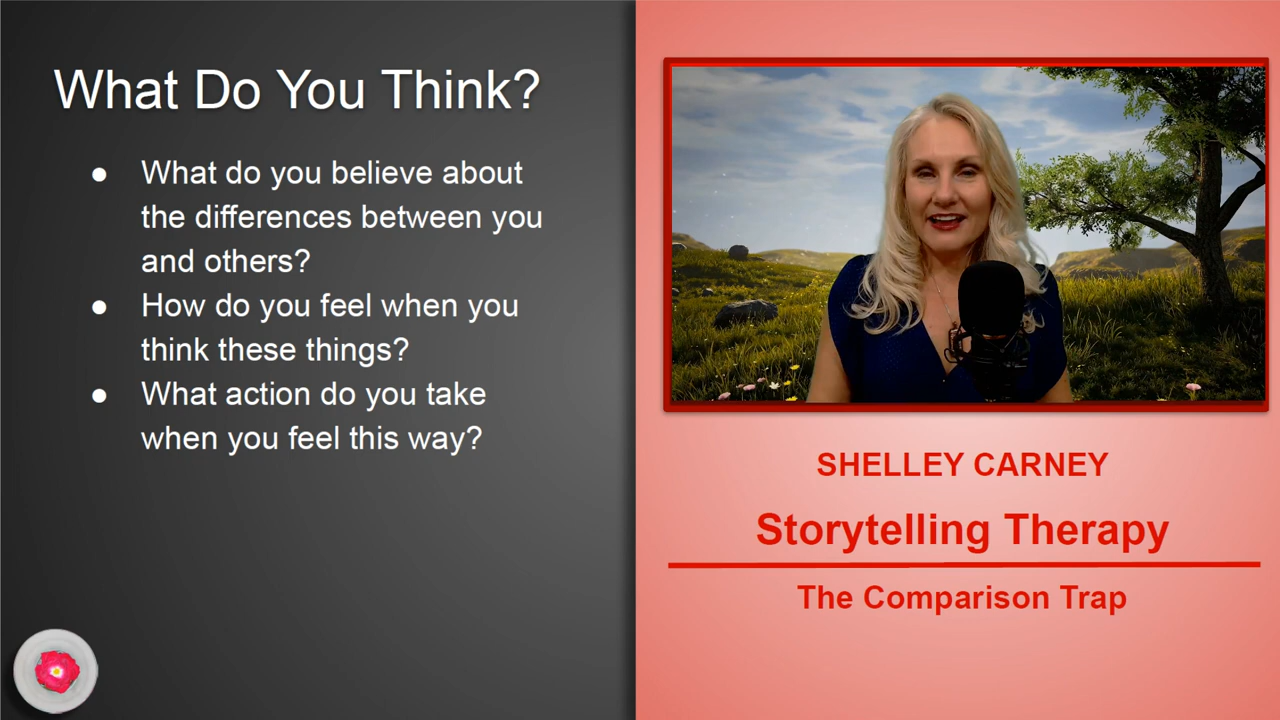 What Do You Think?
● What do you believe about
the differences between you
and others?
● How do you feel when you
think these things?
● What action do you take
when you feel this way?
SHELLEY CARNEY
Storytelling Therapy
The Comparison Trap